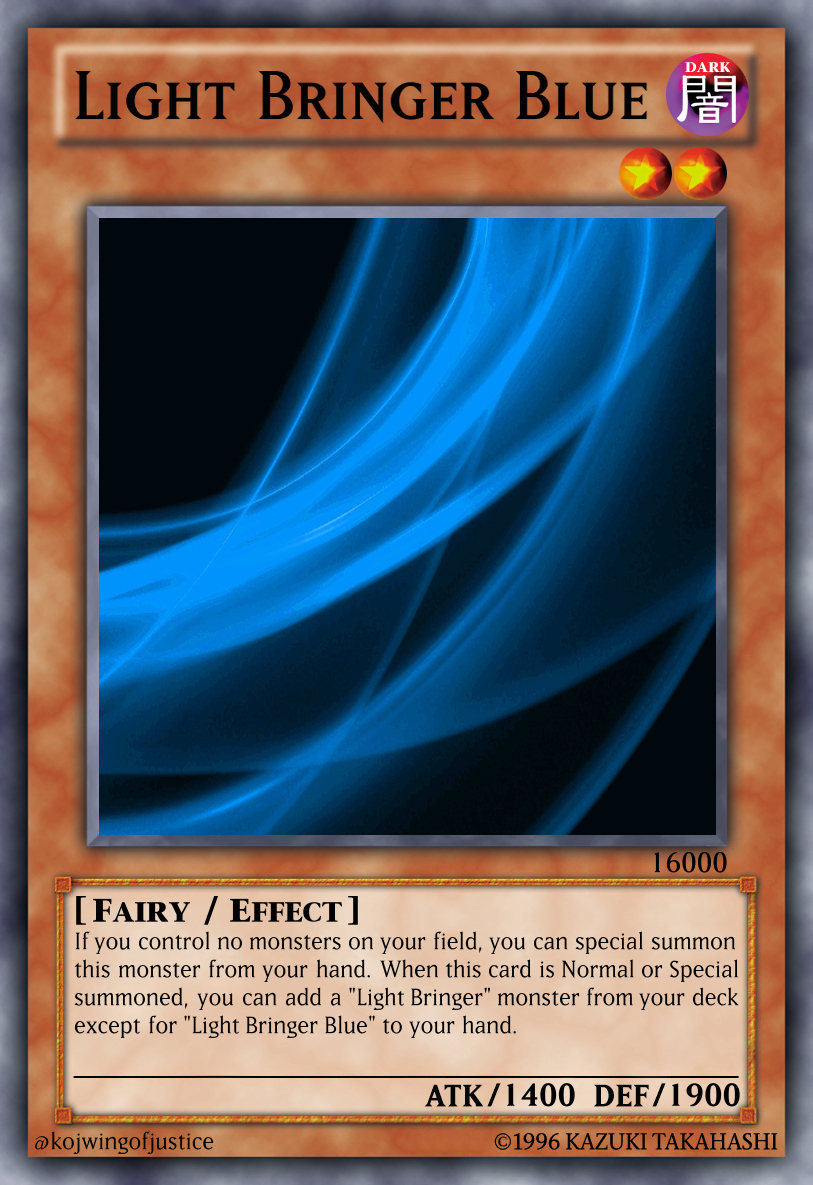 Light Bringer Blue
DARK
闇
16000
[ Fairy / Effect ]
If you control no monsters on your field, you can special summon
this monster from your hand. When this card is Normal or Special
summoned, you can add a "Light Bringer" monster from your deck
except for "Light Bringer Blue" to your hand.
ATK/1400 DEF/1900
@kojwingofjustice
©1996 KAZUKI TAKAHASHI